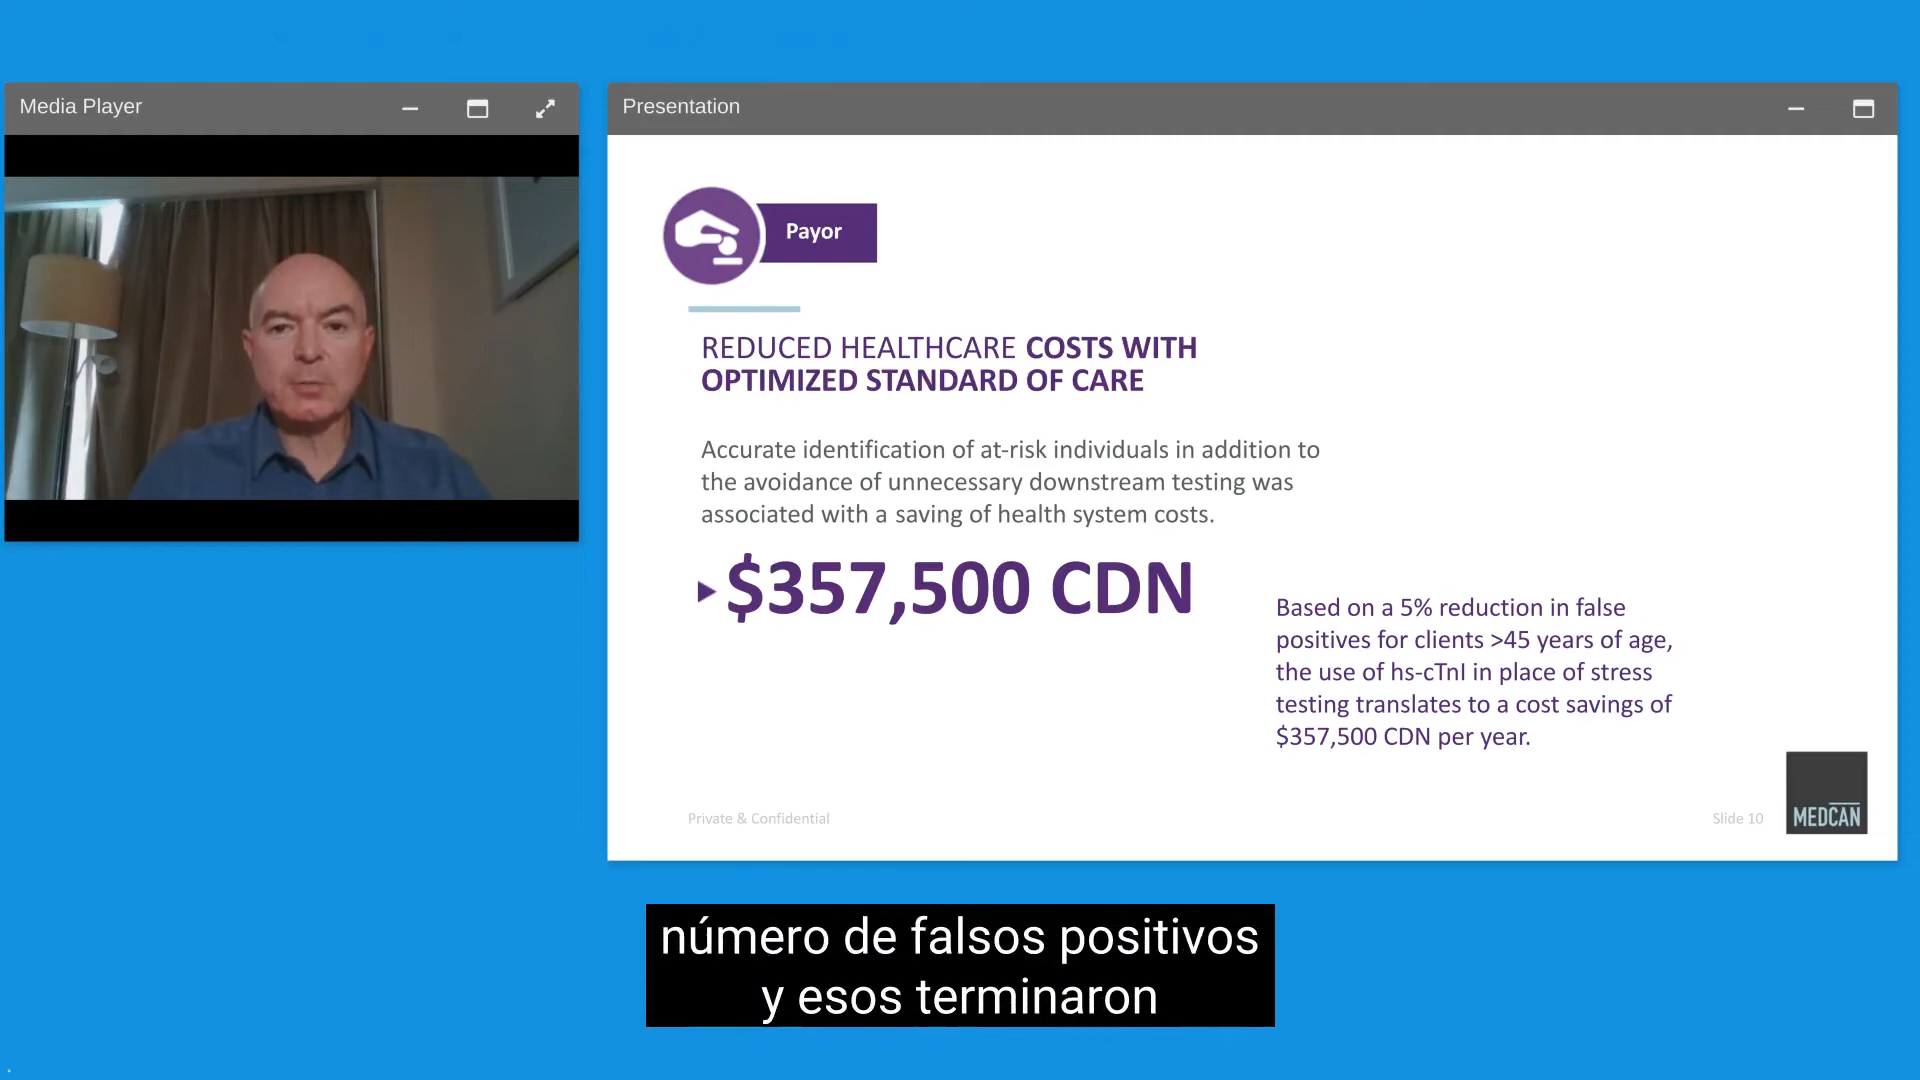 Media Player
Presentation
Payor
REDUCED HEALTHCARE COSTS WITH
OPTIMIZED STANDARD OF CARE
Accurate identification of at-risk individuals in addition to
the avoidance of unnecessary downstream testing was
associated with a saving of health system costs.
$357,500 CDN
Based on a 5% reduction in false
positives for clients >45 years of age,
the use of hs-cTnI in place of stress
testing translates to a cost savings of
$357,500 CDN per year.
Private & Confidential
Slide 10
MEDCAN
número de falsos positivos
y esos terminaron